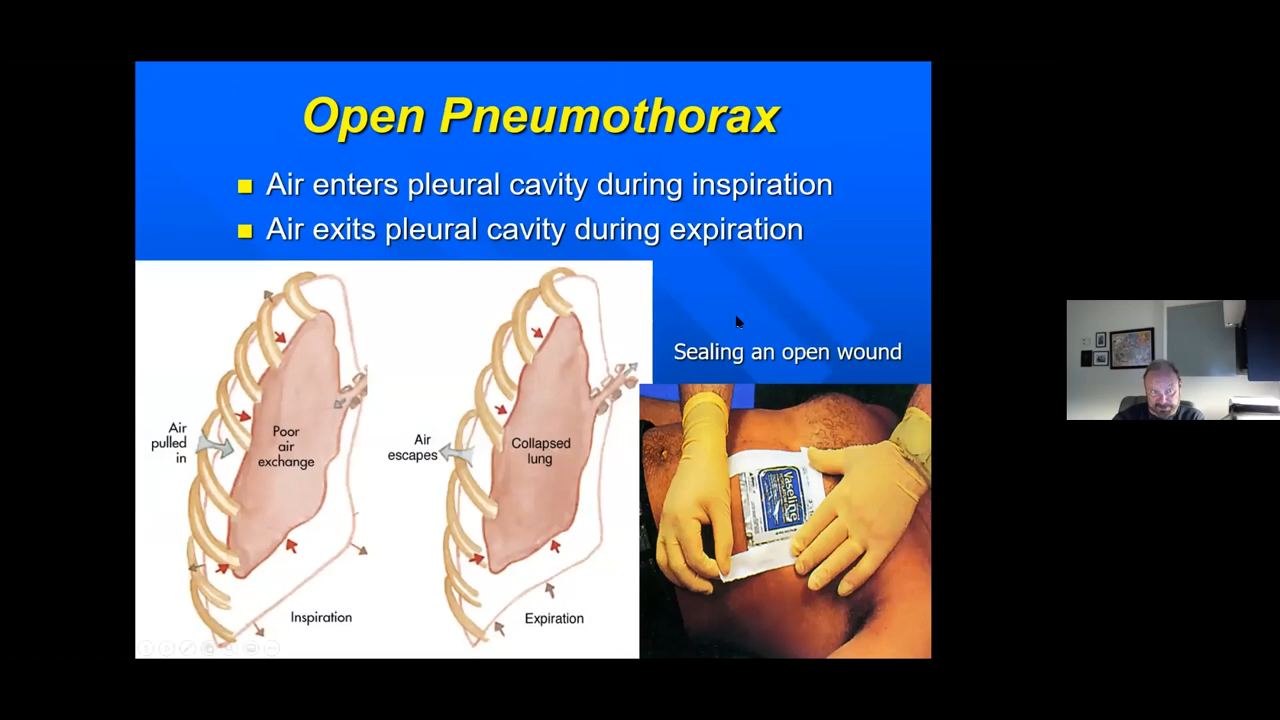 Open Pneumothorax
Air enters pleural cavity during inspiration
Air exits pleural cavity during expiration
Sealing an open wound
Air
pulled
in
Poor
air
exchange
Inspiration
Air
escapes
Collapsed
lung
Expiration
Vaseline